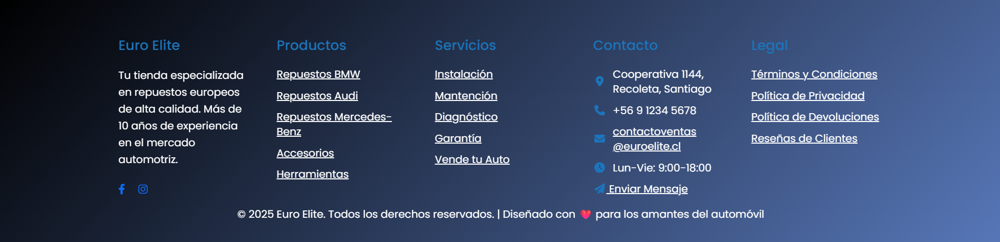 Euro Elite
Tu tienda especializada
en repuestos europeos
de alta calidad. Más de
10 años de experiencia
en el mercado
automotriz.
Productos
Repuestos BMW
Repuestos Audi
Repuestos Mercedes-
Benz
Accesorios
Herramientas
Servicios
Instalación
Mantención
Diagnóstico
Garantía
Vende tu Auto
Contacto
Cooperativa 1144,
Recoleta, Santiago
+56 9 1234 5678
contactoventas
@euroelite.cl
Lun-Vie: 9:00-18:00
Enviar Mensaje
Legal
Términos y Condiciones
Política de Privacidad
Política de Devoluciones
Reseñas de Clientes
© 2025 Euro Elite. Todos los derechos reservados. | Diseñado con ❤️ para los amantes del automóvil